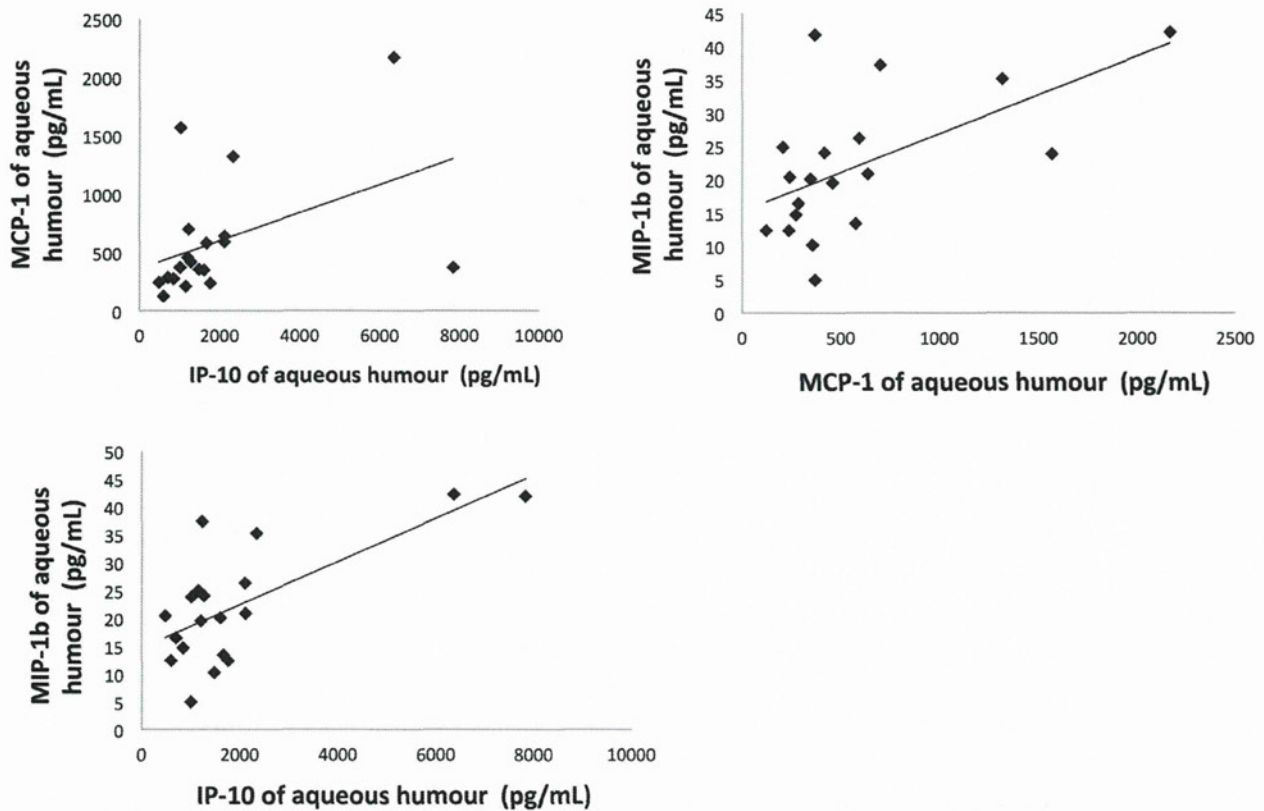 MCP-1 of aqueous
humour (pg/mL)
2500
2000
1500
1000
500
0
0 2000 4000 6000 8000 10000
IP-10 of aqueous humour (pg/mL)
MIP-1b of aqueous
humour (pg/mL)
45
40
35
30
25
20
15
10
5
0
0 500 1000 1500 2000 2500
MCP-1 of aqueous humour (pg/mL)
MIP-1b of aqueous
humour (pg/mL)
50
45
40
35
30
25
20
15
10
5
0
0 2000 4000 6000 8000 10000
IP-10 of aqueous humour (pg/mL)